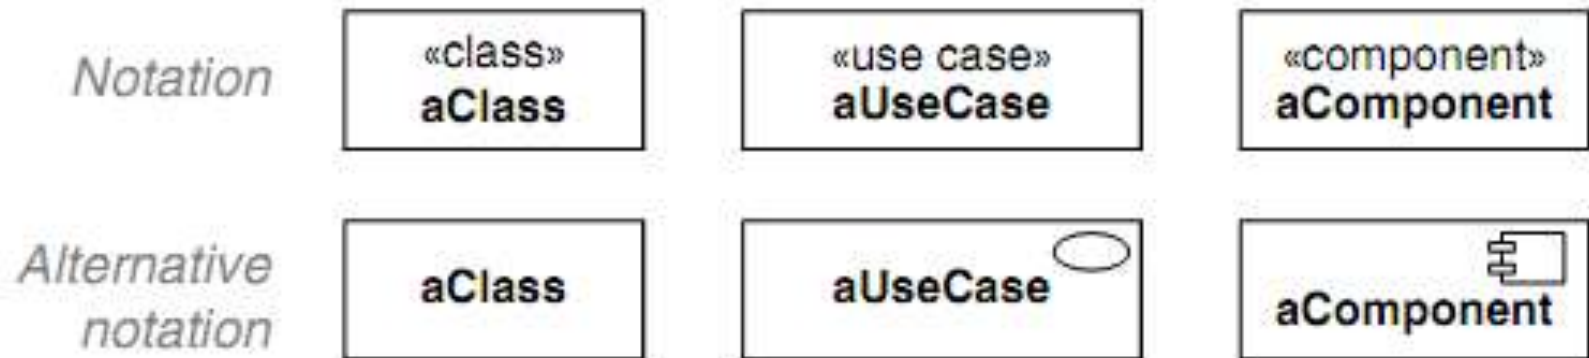 Notation
«class»
aClass
«use case»
aUseCase
«component»
aComponent
Alternative
notation
aClass
aUseCase
aComponent